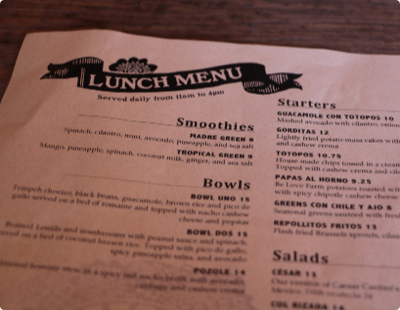 LUNCH MENU
Served daily from 11am to 4pm
Smoothies
MADRE GREEN 9
Spinach, cilantro, mint, avocado, pineapple, and sea salt
TROPICAL GREEN 9
Mango, pineapple, spinach, coconut milk, ginger, and sea salt
Bowls
BOWL UNO 15
Tempeh chorizo, black beans, guacamole, brown rice and pico de
gallo served on a bed of romaine and topped with nacho cashew
cheese and pepitas
BOWL DOS 15
Braised Lentils and mushrooms with peanut sauce and spinach,
served on a bed of coconut brown rice. Topped with pico de gallo,
spicy pineapple salsa, and avocado
POZOLE 14
Starters
GUACAMOLE CON TOTOPOS 10
Mashed avocado with cilantro, onion
GORDITAS 12
Lightly fried potato masa cakes with
and cashew crema
TOTOPOS 10.75
House made chips tossed in a
Topped with cashew crema and
PAPAS AL HORNO 9.25
Be Love Farm potatoes roasted with
with spicy chipotle cashew cheese
GREENS CON CHILE Y AJO 8
Seasonal greens sautéed with fresh
REPOLLITOS FRITOS 13
Flash fried Brussels sprouts,
Salads
CÉSAR 13
COL RIZADA 14